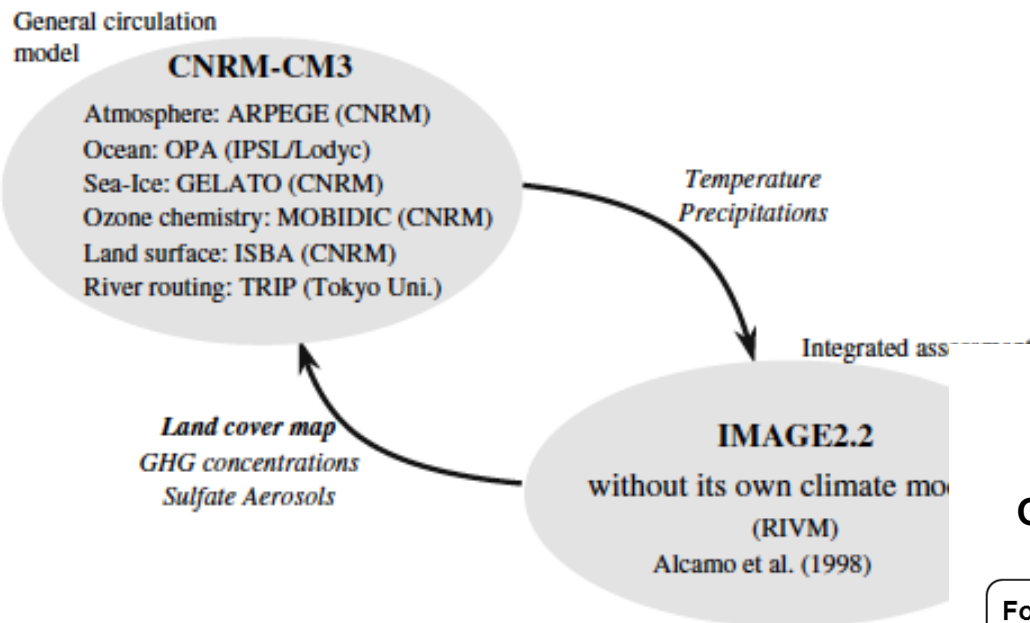 General circulation
model
CNRM-CM3
Atmosphere: ARPEGE (CNRM)
Ocean: OPA (IPSL/Lodyc)
Sea-Ice: GELATO (CNRM)
Ozone chemistry: MOBIDIC (CNRM)
Land surface: ISBA (CNRM)
River routing: TRIP (Tokyo Uni.)
Temperature
Precipitations
Integrated
Land cover map
GHG concentrations
Sulfate Aerosols
IMAGE2.2
without its own climate
(RIVM)
Alcamo et al. (1998)